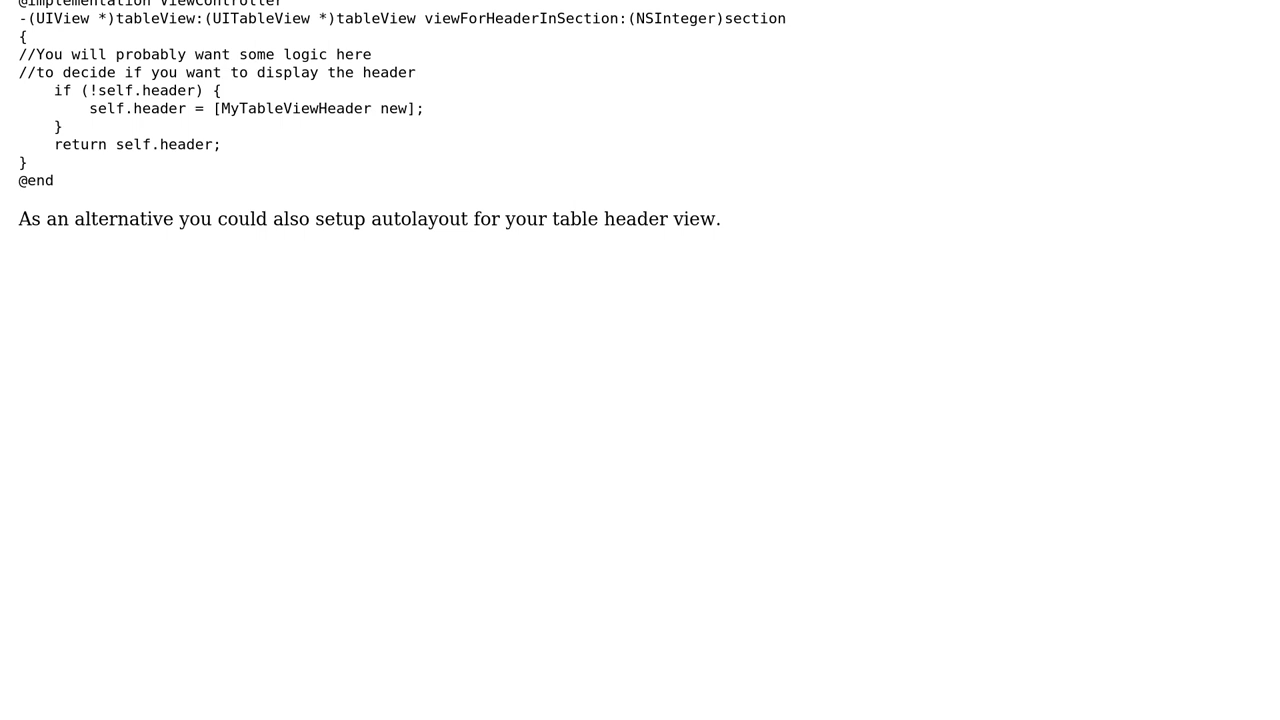 @implementation ViewController
-(UIView *)tableView:(UITableView *)tableView viewForHeaderInSection:(NSInteger)section
{
//You will probably want some logic here
//to decide if you want to display the header
    if (!self.header) {
        self.header = [MyTableViewHeader new];
    }
    return self.header;
}
@end
As an alternative you could also setup autolayout for your table header view.